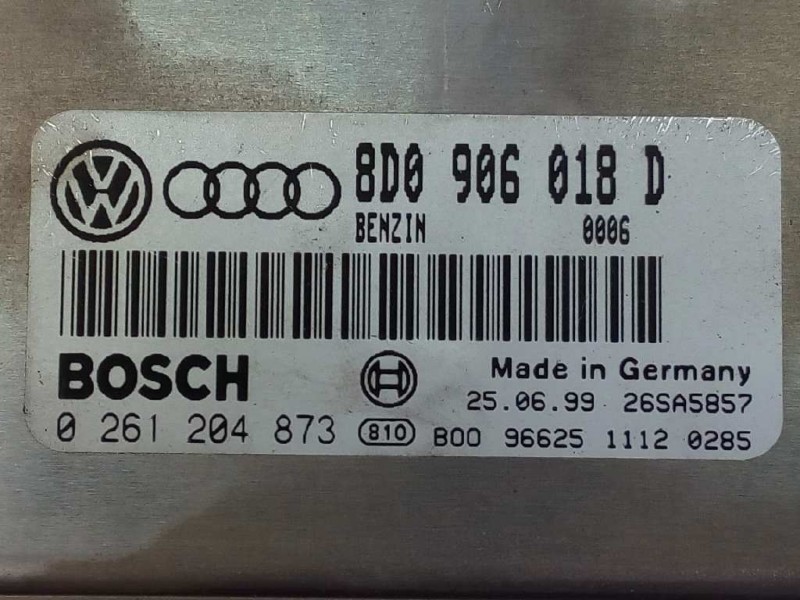 8D0 906 018 D
BENZIN 0006
BOSCH
Made in Germany
25.06.99 26SA5857
0 261 204 873 810 B00 96625 1112 0285